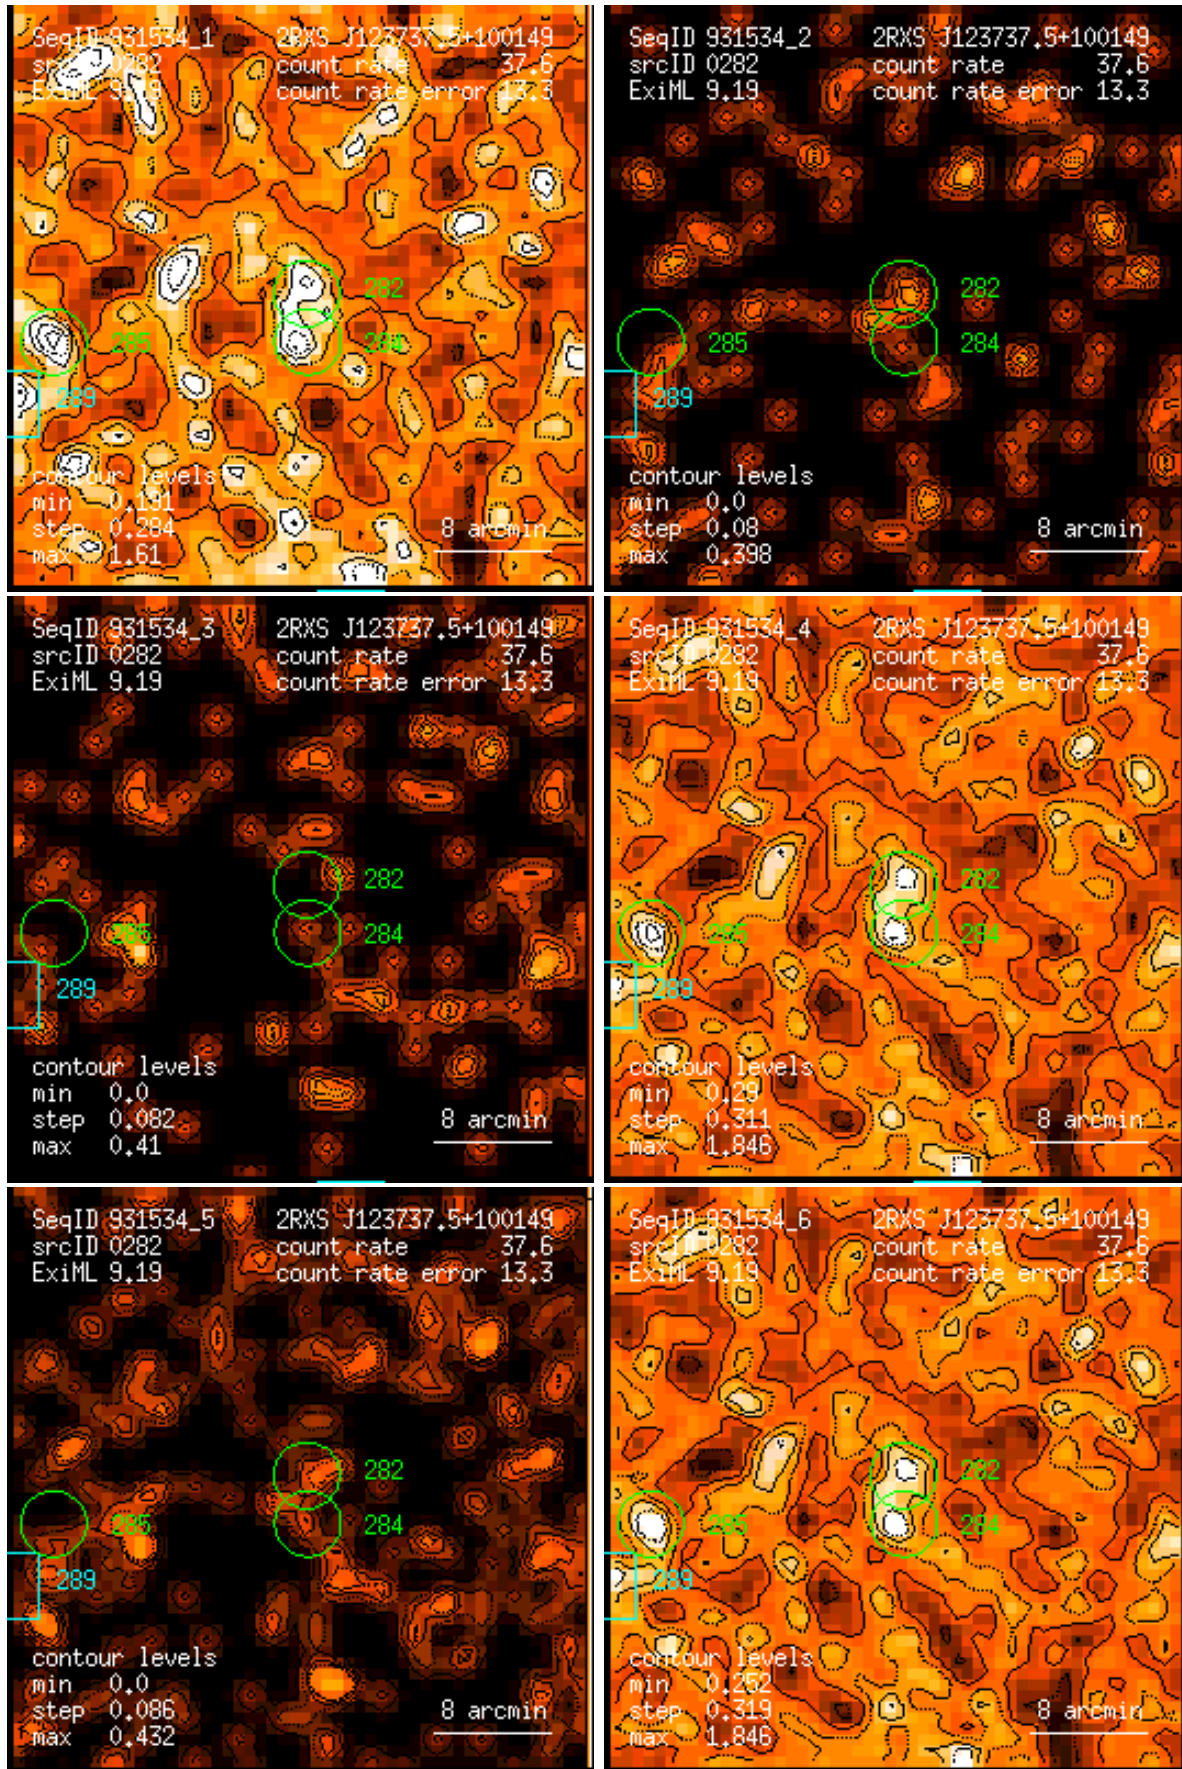 SeqID 931534_1 2RXS J123737.5+100149
srcID 0282 count rate 37.6
ExiML 9.19 count rate error 13.3
282
285 284
289
contour levels
min 0.191
step 0.284 8 arcmin
max 1.61
SeqID 931534_2 2RXS J123737.5+100149
srcID 0282 count rate 37.6
ExiML 9.19 count rate error 13.3
282
285 284
289
contour levels
min 0.0
step 0.08 8 arcmin
max 0.398
SeqID 931534_3 2RXS J123737.5+100149
srcID 0282 count rate 37.6
ExiML 9.19 count rate error 13.3
282
285 284
289
contour levels
min 0.0
step 0.082 8 arcmin
max 0.41
SeqID 931534_4 2RXS J123737.5+100149
srcID 0282 count rate 37.6
ExiML 9.19 count rate error 13.3
282
285 284
289
contour levels
min 0.29
step 0.311 8 arcmin
max 1.846
SeqID 931534_5 2RXS J123737.5+100149
srcID 0282 count rate 37.6
ExiML 9.19 count rate error 13.3
282
285 284
289
contour levels
min 0.0
step 0.086 8 arcmin
max 0.432
SeqID 931534_6 2RXS J123737.5+100149
srcID 0282 count rate 37.6
ExiML 9.19 count rate error 13.3
282
285 284
289
contour levels
min 0.252
step 0.319 8 arcmin
max 1.846